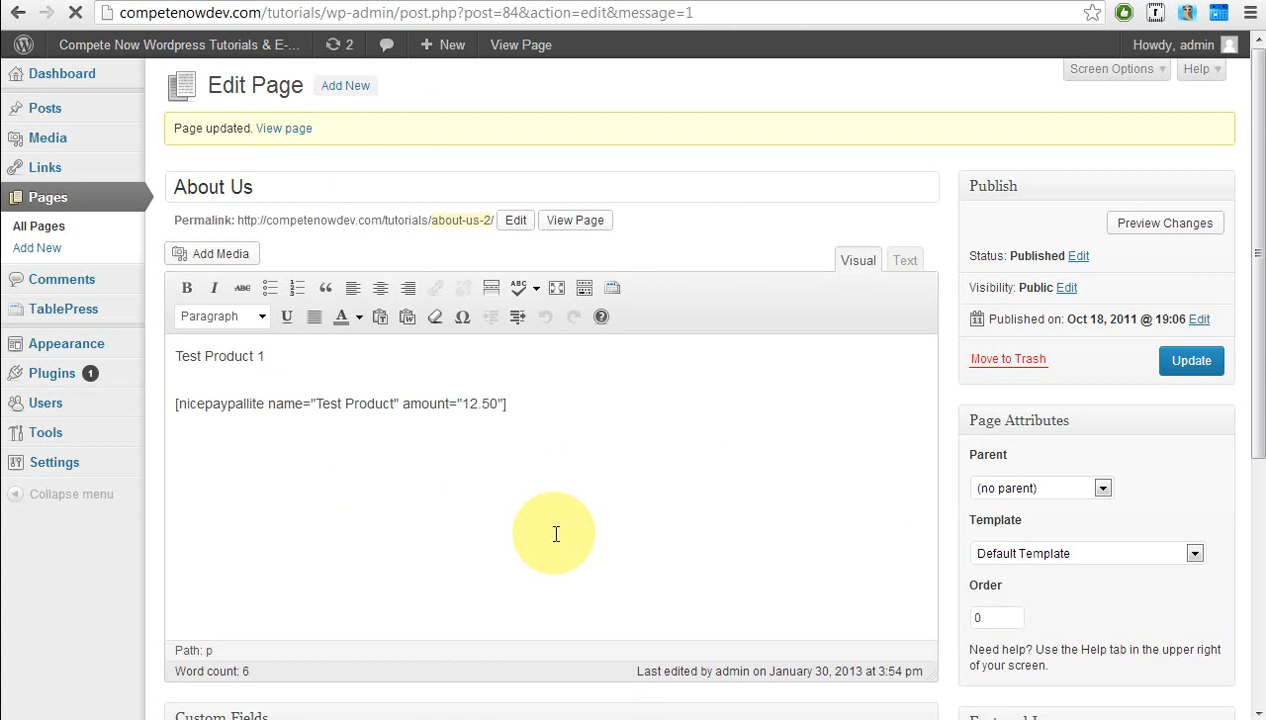 competenowdev.com/tutorials/wp-admin/post.php?post=84&action=edit&message=1
Compete Now Wordpress Tutorials & E-... 2 New View Page Howdy, admin
Dashboard
Posts
Media
Links
Pages
All Pages
Add New
Comments
TablePress
Appearance
Plugins 1
Users
Tools
Settings
Collapse menu
Screen Options Help
Edit Page Add New
Page updated. View page
About Us
Permalink: http://competenowdev.com/tutorials/about-us-2/ Edit View Page
Add Media
Visual Text
B I ABC ABC
Paragraph U A
Test Product 1
[nicepaypallite name="Test Product" amount="12.50"]
Path: p
Word count: 6 Last edited by admin on January 30, 2013 at 3:54 pm
Custom Fields
Publish
Preview Changes
Status: Published Edit
Visibility: Public Edit
Published on: Oct 18, 2011 @ 19:06 Edit
Move to Trash Update
Page Attributes
Parent
(no parent)
Template
Default Template
Order
0
Need help? Use the Help tab in the upper right
of your screen.